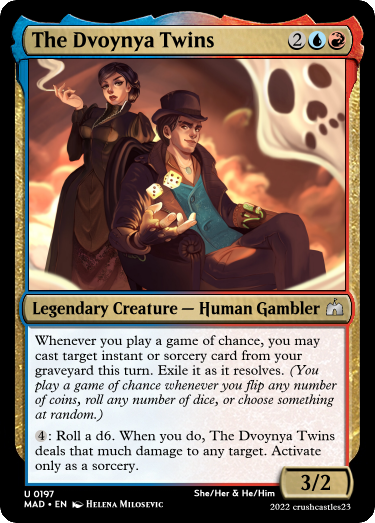 The Dvoynya Twins 2
Legendary Creature — Human Gambler
Whenever you play a game of chance, you may
cast target instant or sorcery card from your
graveyard this turn. Exile it as it resolves. (You
play a game of chance whenever you flip any number
of coins, roll any number of dice, or choose something
at random.)
4: Roll a d6. When you do, The Dvoynya Twins
deals that much damage to any target. Activate
only as a sorcery.
3/2
U 0197
MAD • EN Helena Milosevic
She/Her & He/Him
2022 crushcastles23